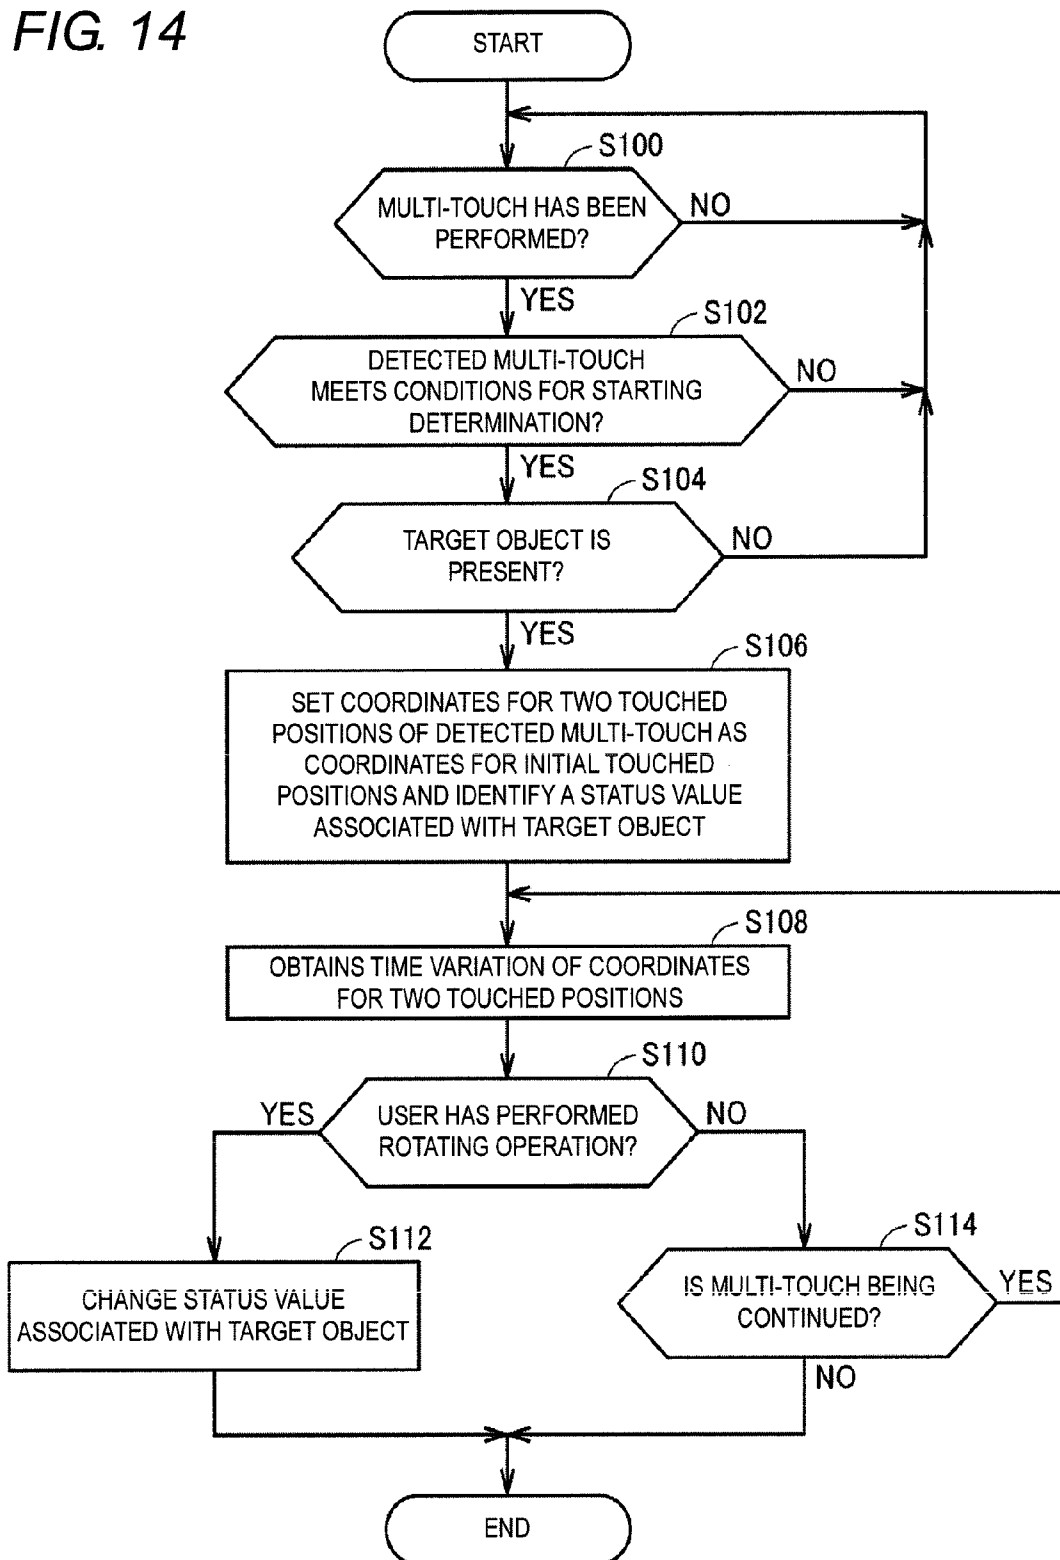 FIG. 14
START
S100
MULTI-TOUCH HAS BEEN
PERFORMED?
NO
YES
S102
DETECTED MULTI-TOUCH
MEETS CONDITIONS FOR STARTING
DETERMINATION?
NO
YES
S104
TARGET OBJECT IS
PRESENT?
NO
YES
S106
SET COORDINATES FOR TWO TOUCHED
POSITIONS OF DETECTED MULTI-TOUCH AS
COORDINATES FOR INITIAL TOUCHED
POSITIONS AND IDENTIFY A STATUS VALUE
ASSOCIATED WITH TARGET OBJECT
S108
OBTAINS TIME VARIATION OF COORDINATES
FOR TWO TOUCHED POSITIONS
S110
YES
USER HAS PERFORMED
ROTATING OPERATION?
NO
S112
CHANGE STATUS VALUE
ASSOCIATED WITH TARGET OBJECT
S114
IS MULTI-TOUCH BEING
CONTINUED?
YES
NO
END